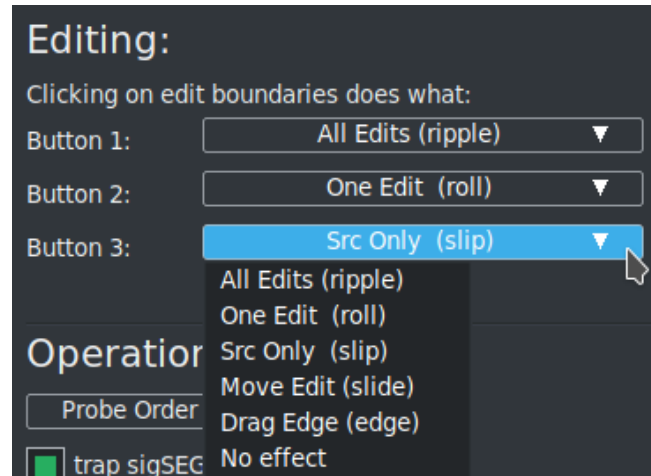 Editing:
Clicking on edit boundaries does what:
Button 1: All Edits (ripple)
Button 2: One Edit  (roll)
Button 3: Src Only  (slip)
All Edits (ripple)
One Edit  (roll)
Src Only  (slip)
Move Edit (slide)
Drag Edge (edge)
No effect
Operation
Probe Order
trap sigSEG